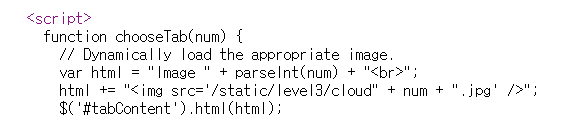 <script>
function chooseTab(num) {
// Dynamically load the appropriate image.
var html = "Image " + parseInt(num) + "<br>";
html += "<img src='/static/level3/cloud" + num + ".jpg' />";
$('#tabContent').html(html);